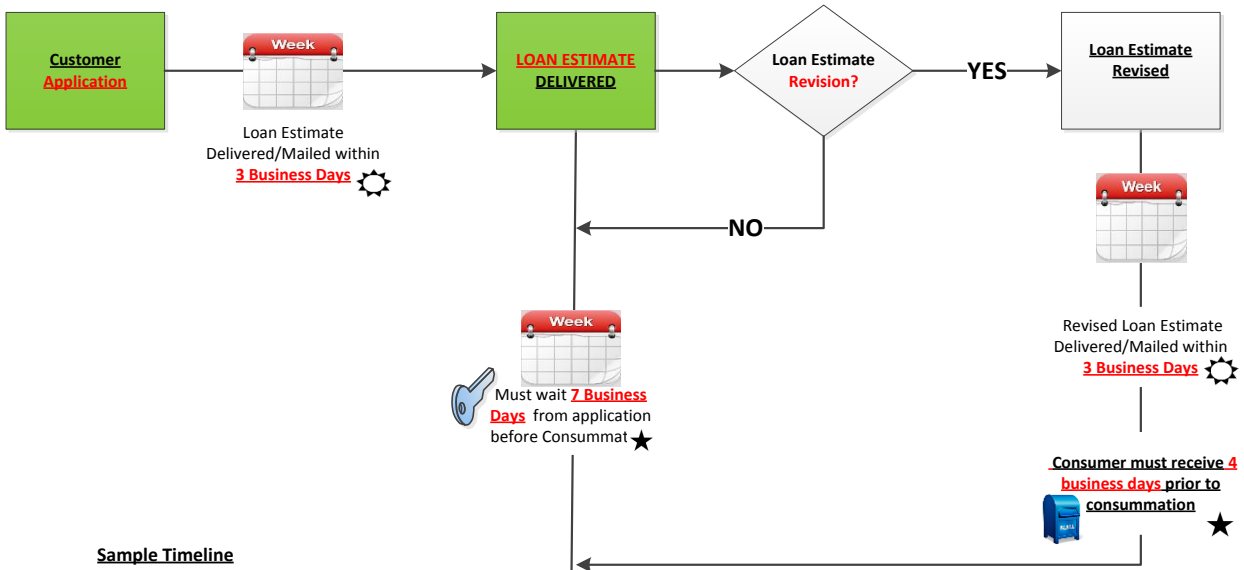 Customer
Application
Week
Loan Estimate
Delivered/Mailed within
3 Business Days
LOAN ESTIMATE
DELIVERED
Loan Estimate
Revision?
YES
Loan Estimate
Revised
NO
Week
Must wait 7 Business
Days from application
before Consummat
Week
Revised Loan Estimate
Delivered/Mailed within
3 Business Days
Consumer must receive 4
business days prior to
consummation
Sample Timeline